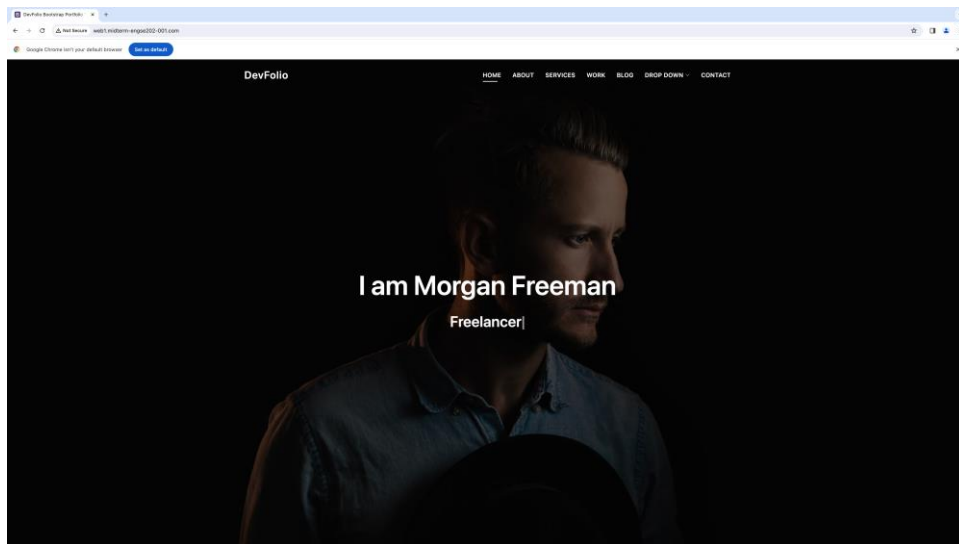 DevFolio Bootstrap Portfolio
Not Secure web1.midterm-engse202-001.com
Google Chrome isn't your default browser Set as default
DevFolio HOME ABOUT SERVICES WORK BLOG DROP DOWN CONTACT
I am Morgan Freeman
Freelancer